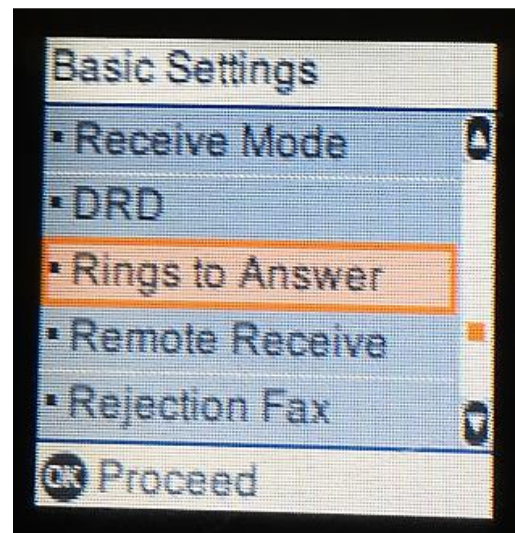 Basic Settings
▪ Receive Mode
▪ DRD
▪ Rings to Answer
▪ Remote Receive
▪ Rejection Fax
OK Proceed